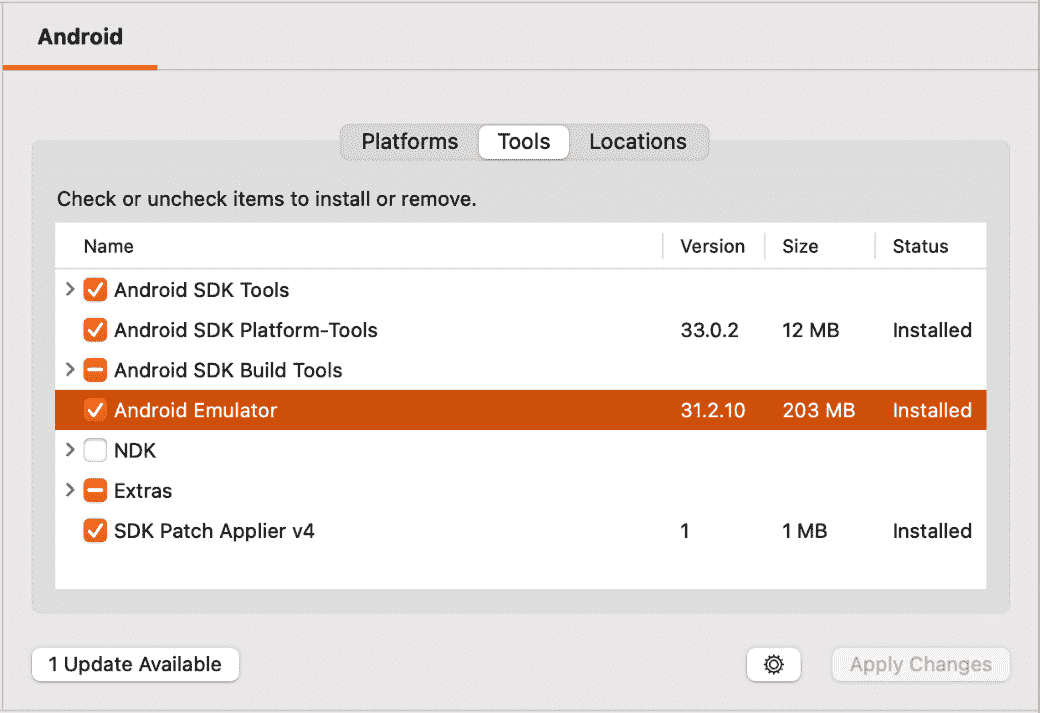 Android
Platforms Tools Locations
Check or uncheck items to install or remove.
Name Version Size Status
Android SDK Tools
Android SDK Platform-Tools 33.0.2 12 MB Installed
Android SDK Build Tools
Android Emulator 31.2.10 203 MB Installed
NDK
Extras
SDK Patch Applier v4 1 1 MB Installed
1 Update Available Apply Changes